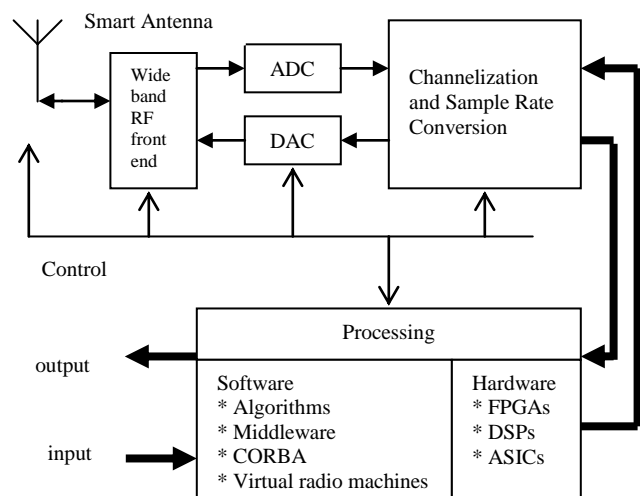 Smart Antenna
Wide
band
RF
front
end
ADC
DAC
Channelization
and Sample Rate
Conversion
Control
Processing
output
input
Software
* Algorithms
* Middleware
* CORBA
* Virtual radio machines
Hardware
* FPGAs
* DSPs
* ASICs